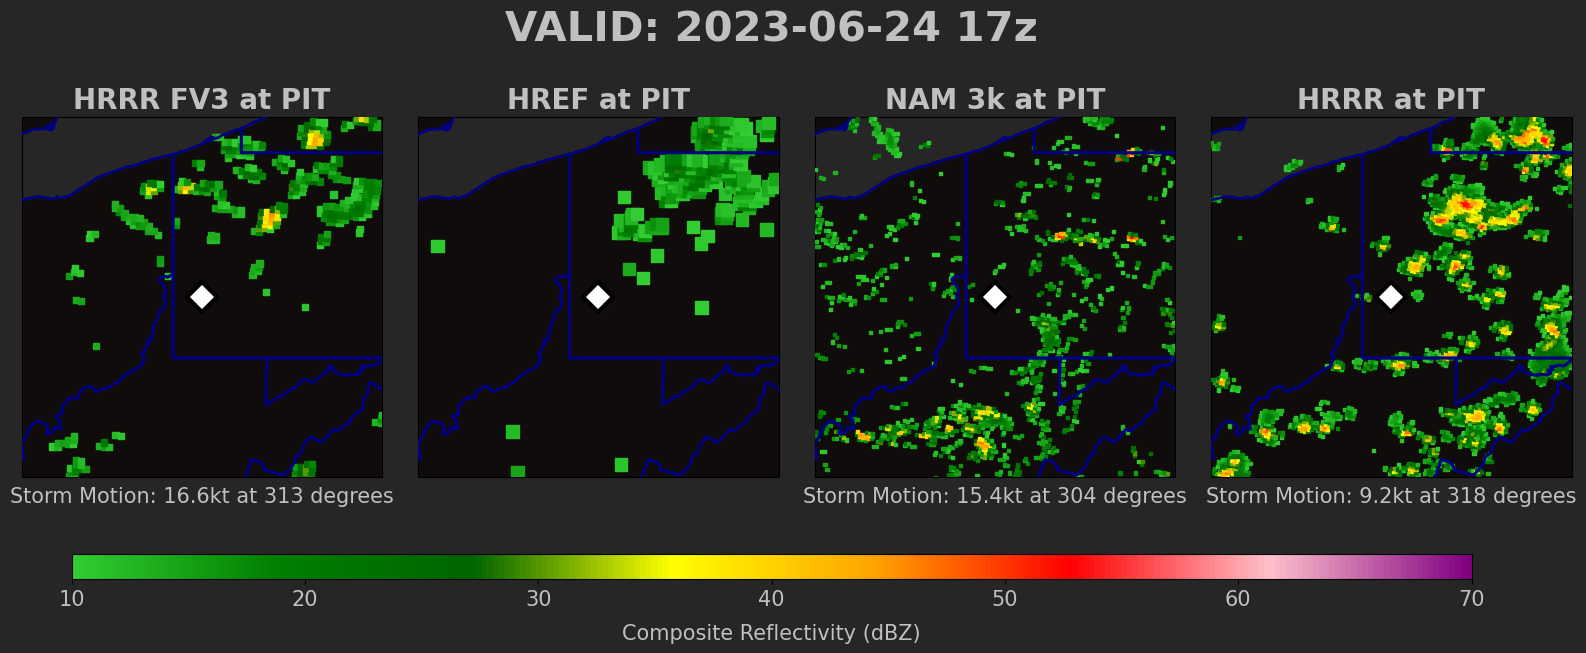 VALID: 2023-06-24 17z
HRRR FV3 at PIT
HREF at PIT
NAM 3k at PIT
HRRR at PIT
Storm Motion: 16.6kt at 313 degrees
Storm Motion: 15.4kt at 304 degrees
Storm Motion: 9.2kt at 318 degrees
10 20 30 40 50 60 70
Composite Reflectivity (dBZ)